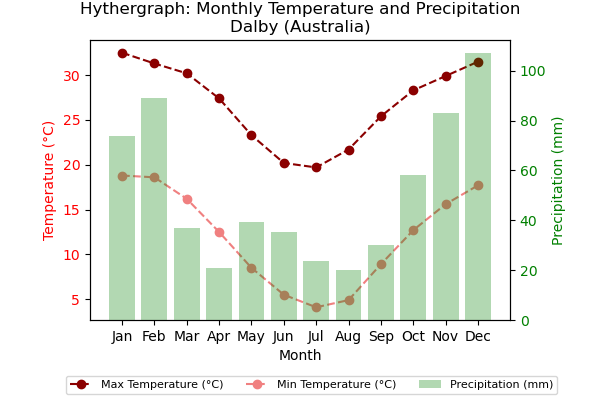 Hythergraph: Monthly Temperature and Precipitation
Dalby (Australia)
Temperature (°C)
30
25
20
15
10
5
100
80
60
40
20
0
Precipitation (mm)
Jan Feb Mar Apr May Jun Jul Aug Sep Oct Nov Dec
Month
Max Temperature (°C) Min Temperature (°C) Precipitation (mm)